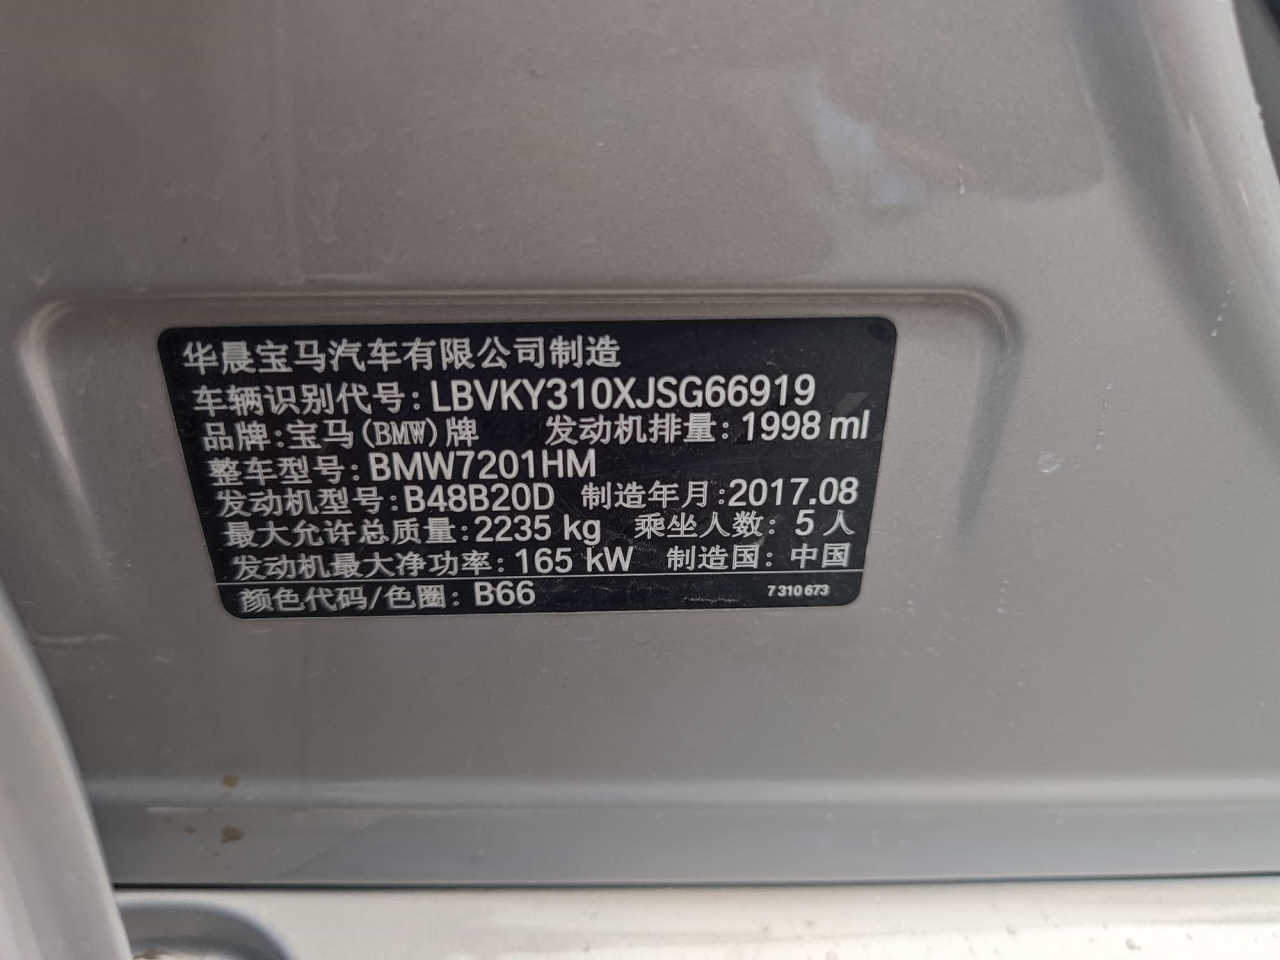 华晨宝马汽车有限公司制造
车辆识别代号:LBVKY310XJSG66919
品牌:宝马(BMW)牌 发动机排量:1998 ml
整车型号:BMW7201HM
发动机型号:B48B20D 制造年月:2017.08
最大允许总质量:2235 kg 乘坐人数:5人
发动机最大净功率:165 kW 制造国:中国
颜色代码/色圈:B66 7 310 673